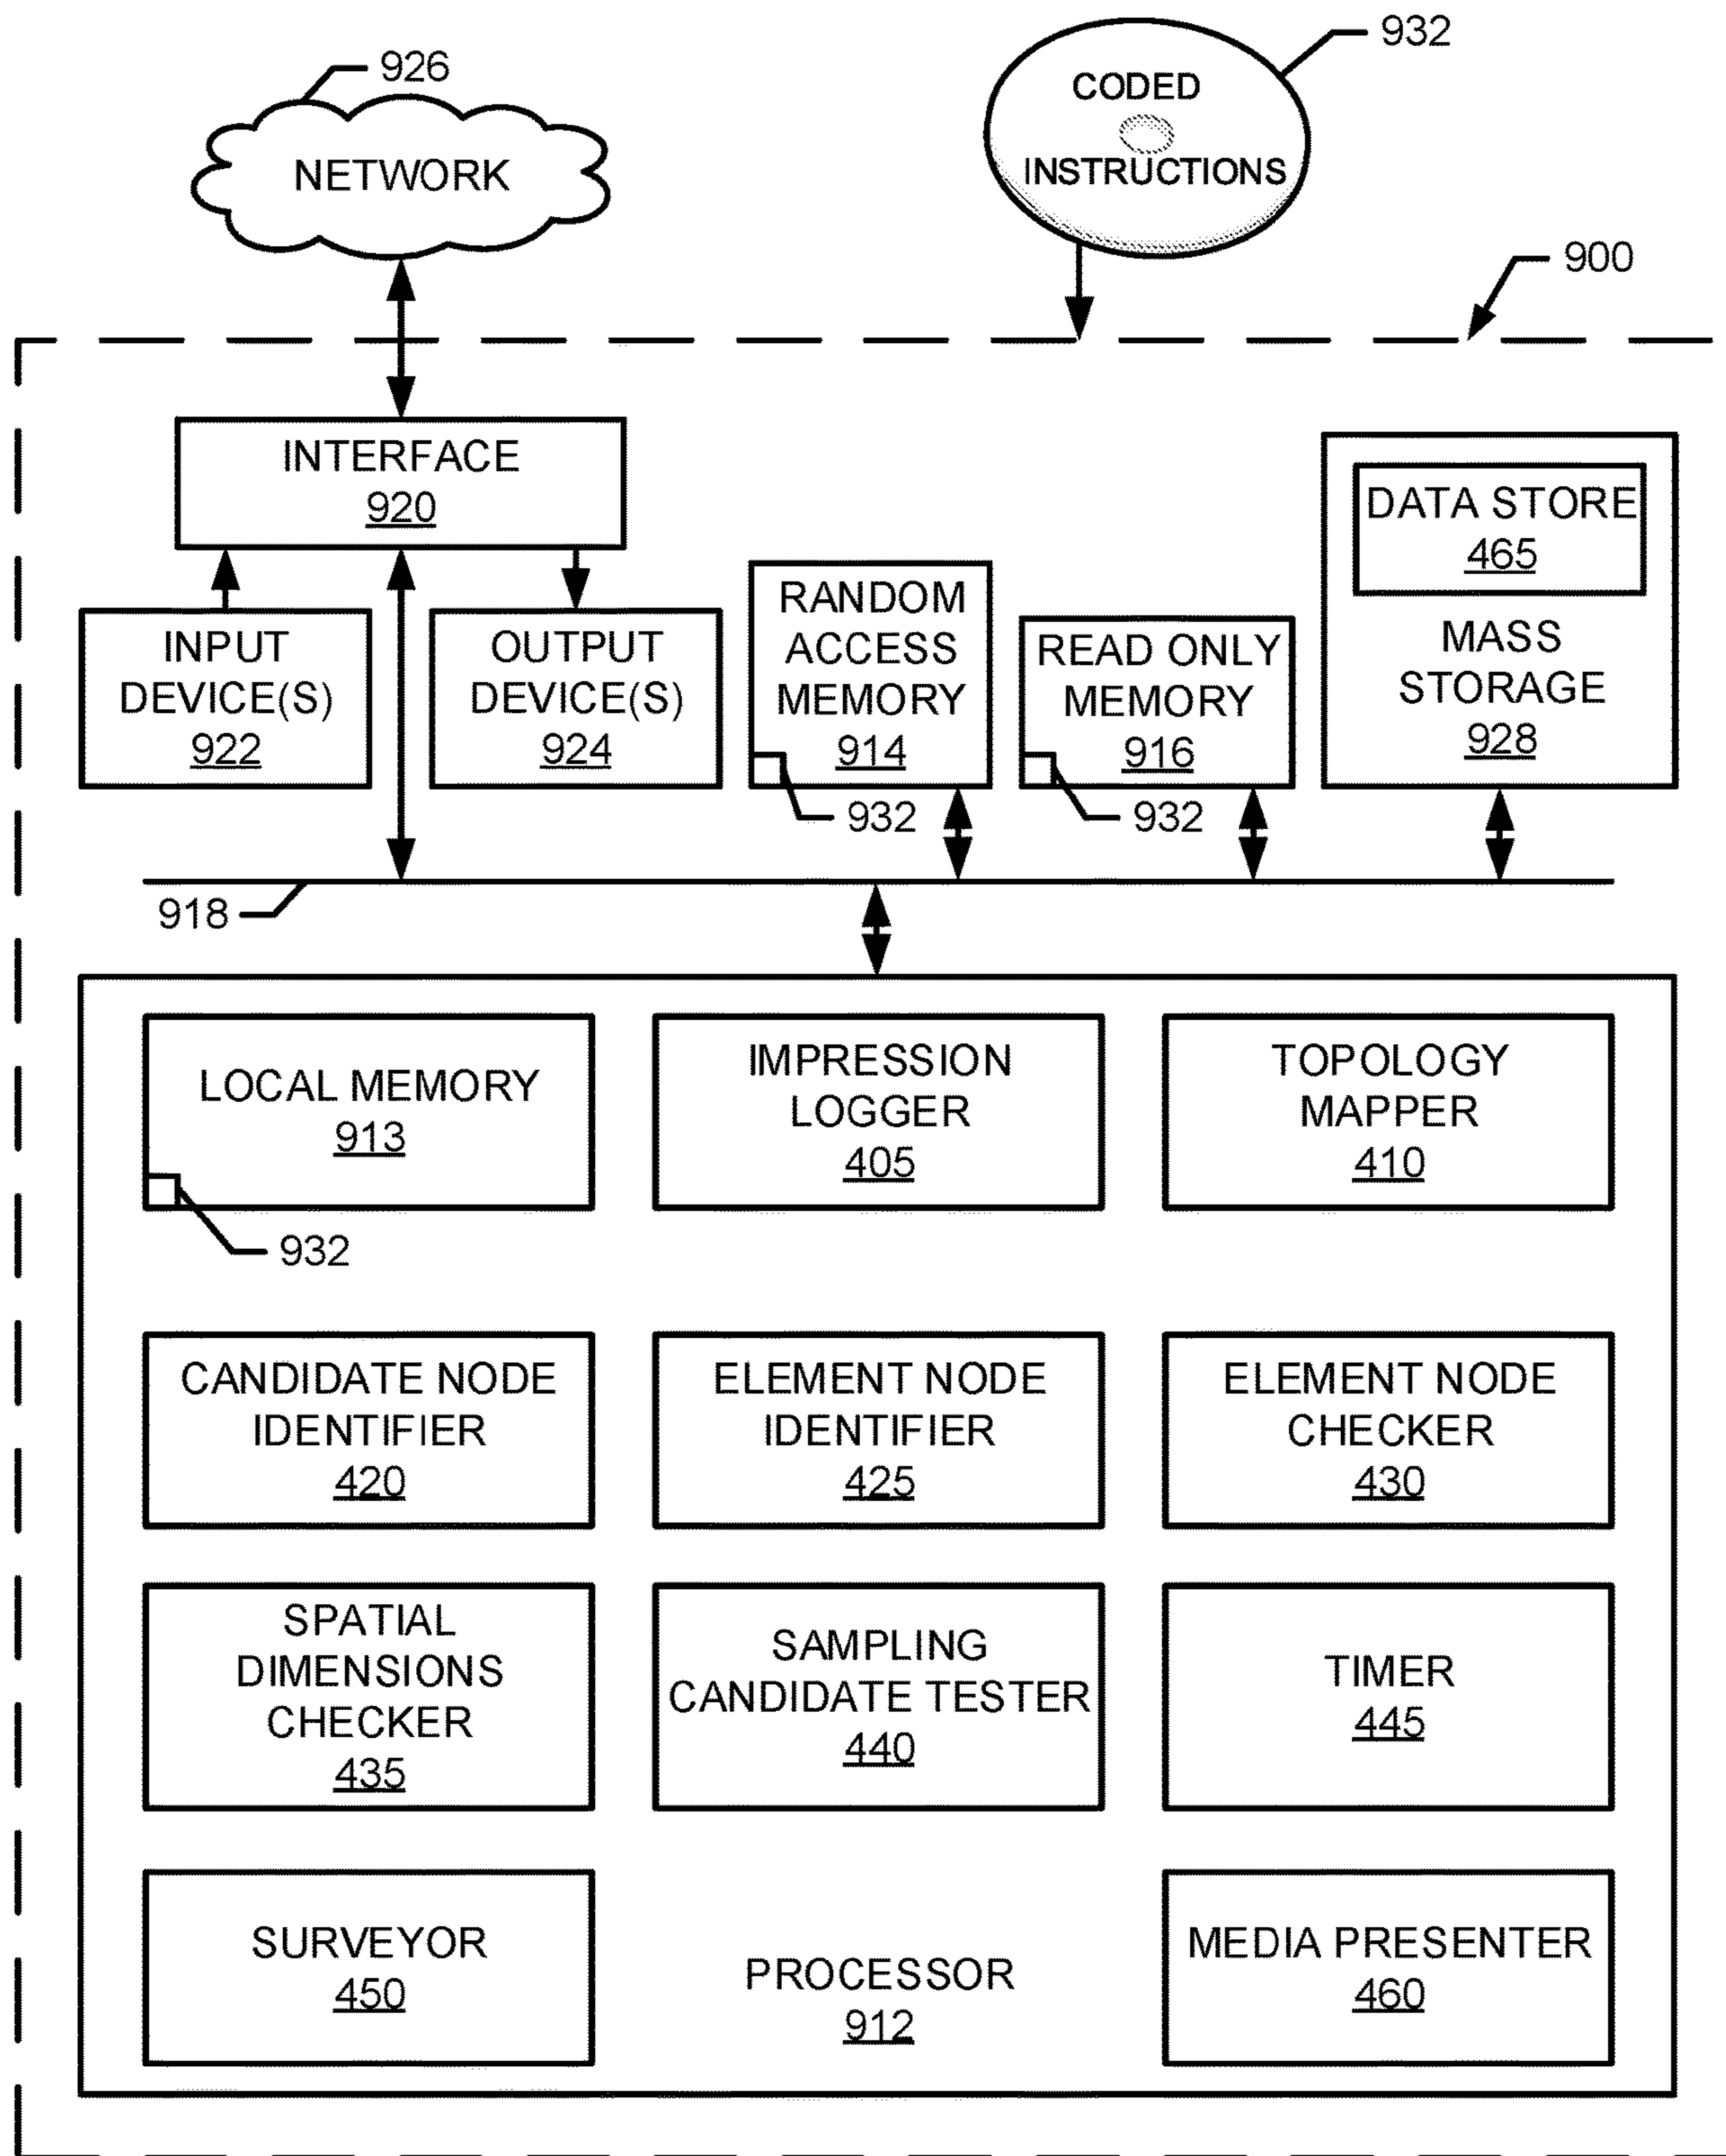 926
NETWORK
932
CODED
INSTRUCTIONS
900
INTERFACE
920
DATA STORE
465
MASS
STORAGE
928
INPUT
DEVICE(S)
922
OUTPUT
DEVICE(S)
924
RANDOM
ACCESS
MEMORY
914
932
READ ONLY
MEMORY
916
932
918
LOCAL MEMORY
913
932
IMPRESSION
LOGGER
405
TOPOLOGY
MAPPER
410
CANDIDATE NODE
IDENTIFIER
420
ELEMENT NODE
IDENTIFIER
425
ELEMENT NODE
CHECKER
430
SPATIAL
DIMENSIONS
CHECKER
435
SAMPLING
CANDIDATE TESTER
440
TIMER
445
SURVEYOR
450
PROCESSOR
912
MEDIA PRESENTER
460